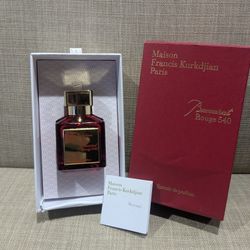 Maison
Francis Kurkdjian
Paris
Baccarat
Rouge 540
Extrait de parfum
Maison
Francis Kurkdjian
Paris